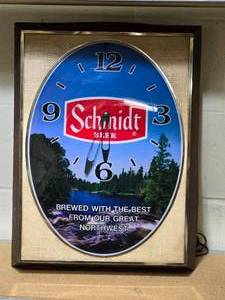 12
9
3
Schmidt
BEER
®
6
BREWED WITH THE BEST
FROM OUR GREAT
NORTHWEST.